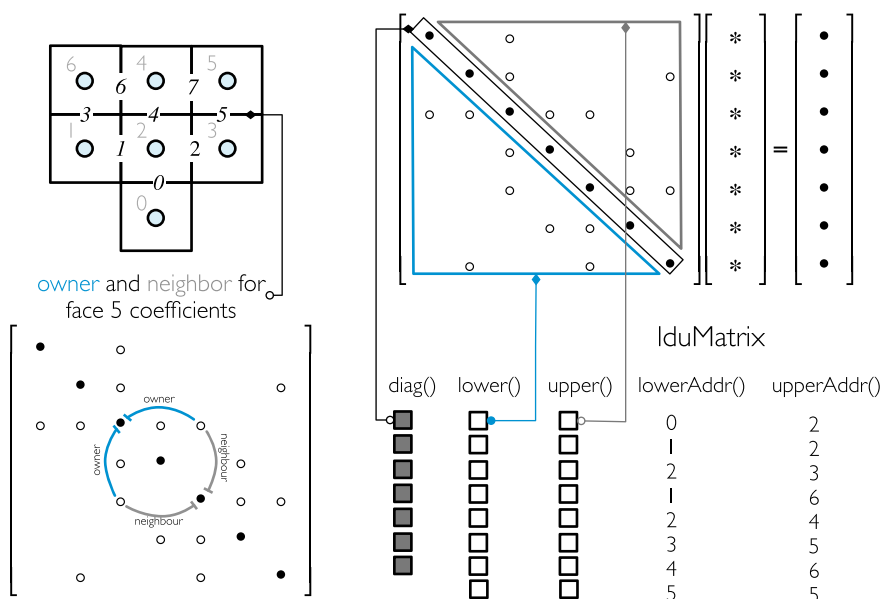 6 4 5
6 7
3 4 5
1 2 3
1 2
0
0
*
*
*
* =
*
*
*
owner and neighbor for
face 5 coefficients
owner
owner
neighbour
neighbour
lduMatrix
diag() lower() upper() lowerAddr() upperAddr()
0 2
1 2
2 3
1 6
2 4
3 5
4 6
5 5